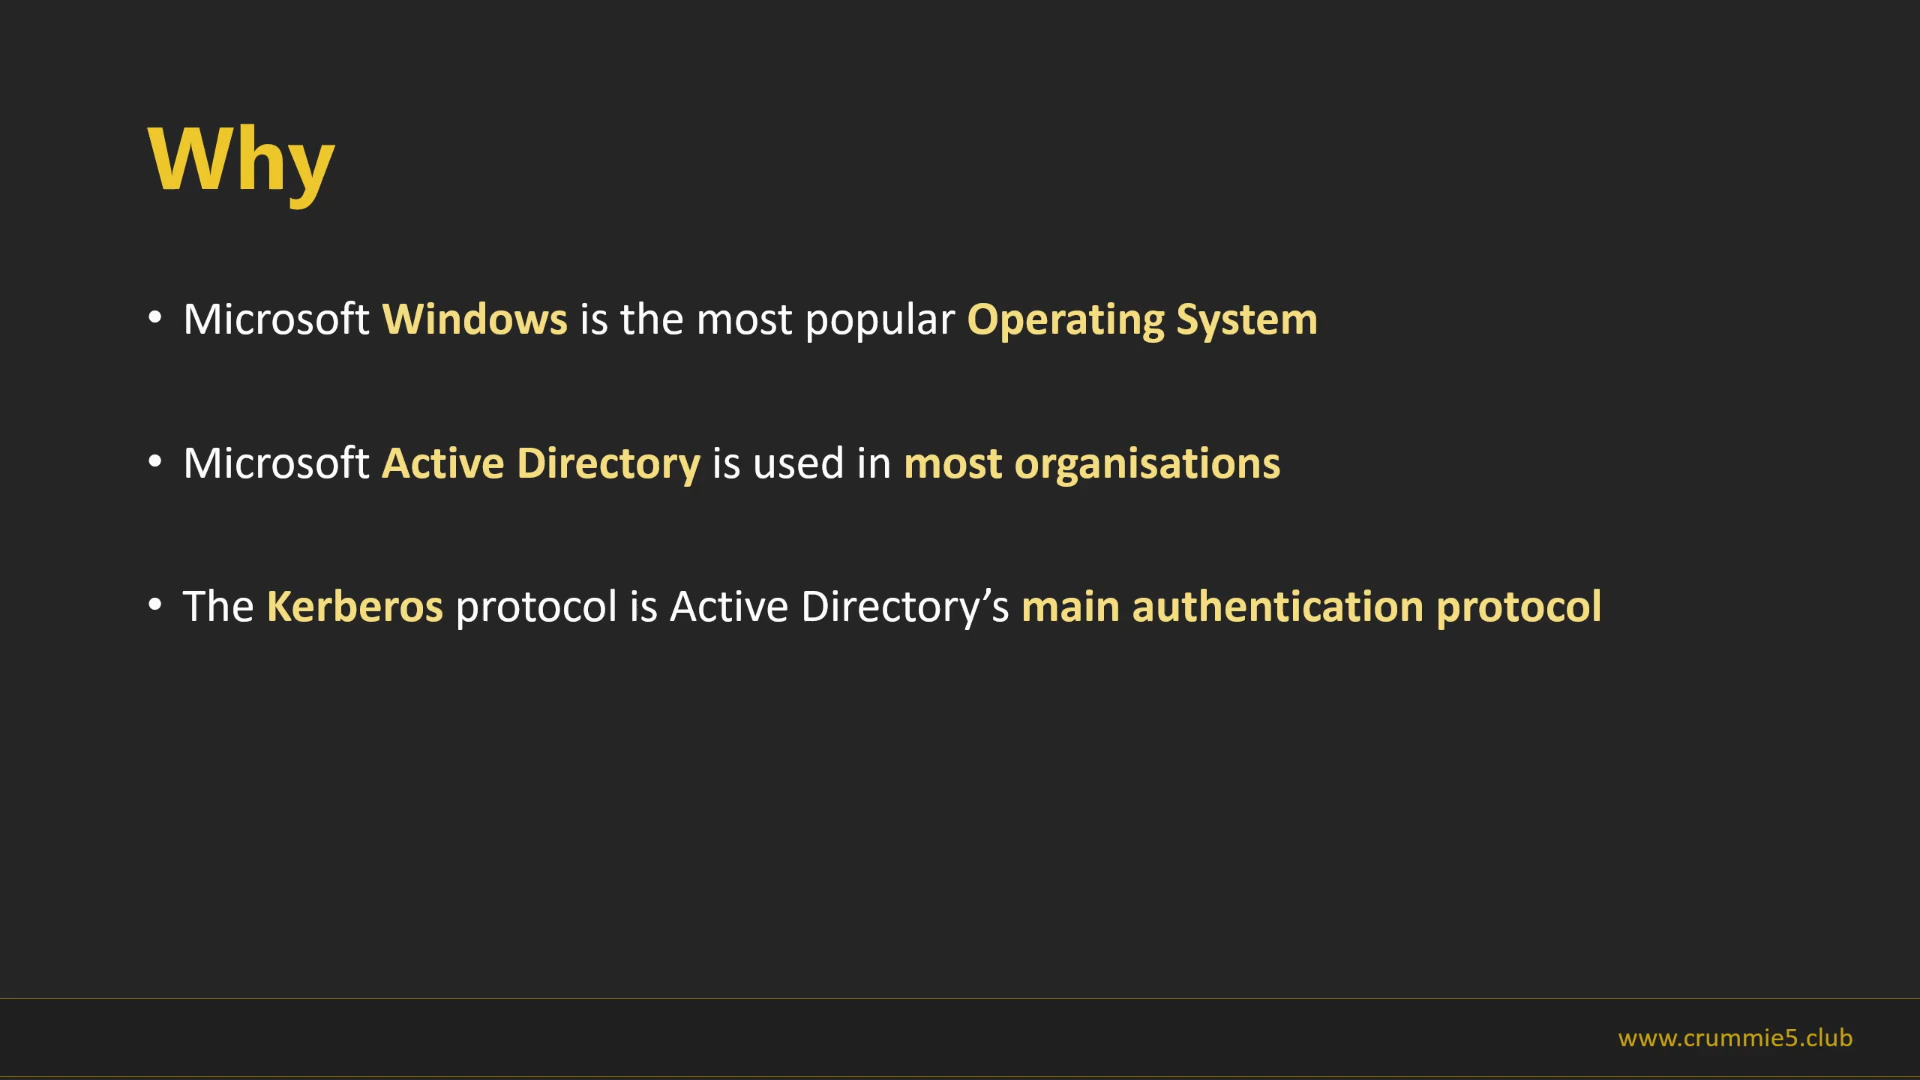 Why
• Microsoft Windows is the most popular Operating System
• Microsoft Active Directory is used in most organisations
• The Kerberos protocol is Active Directory’s main authentication protocol
www.crummie5.club